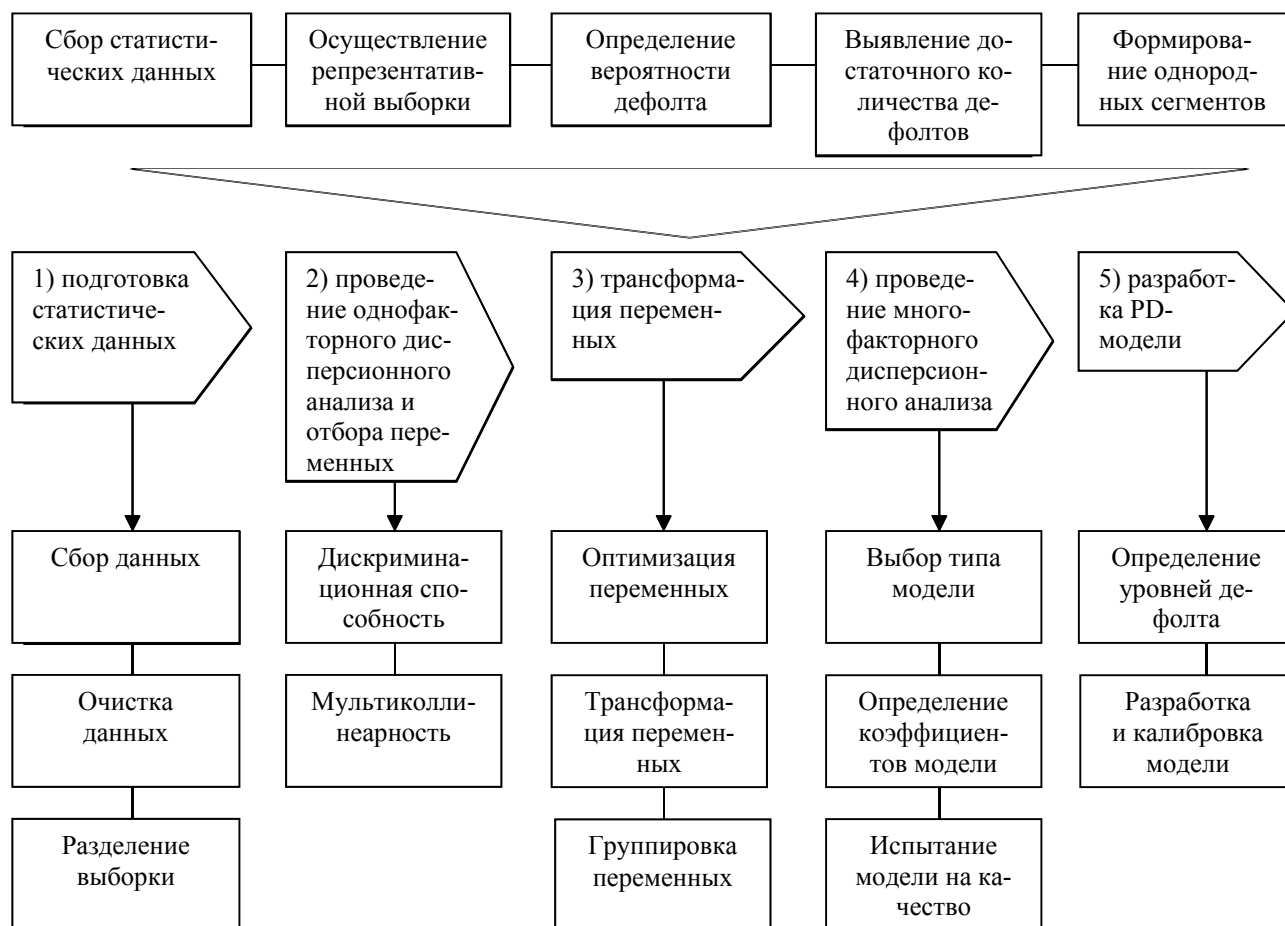 Сбор статисти-
ческих данных
Осуществление
репрезентатив-
ной выборки
Определение
вероятности
дефолта
Выявление до-
статочного ко-
личества де-
фолтов
Формирова-
ние однород-
ных сегментов
1) подготовка
статистиче-
ских данных
2) проведе-
ние однофак-
торного дис-
персионного
анализа и
отбора пере-
менных
3) трансформа-
ция перемен-
ных
4) проведе-
ние много-
факторного
дисперсион-
ного анализа
5) разработ-
ка PD-
модели
Сбор данных
Дискримина-
ционная спо-
собность
Оптимизация
переменных
Выбор типа
модели
Определение
уровней де-
фолта
Очистка
данных
Мультиколли-
неарность
Трансформа-
ция перемен-
ных
Определение
коэффициен-
тов модели
Разработка
и калибровка
модели
Разделение
выборки
Группировка
переменных
Испытание
модели на ка-
чество